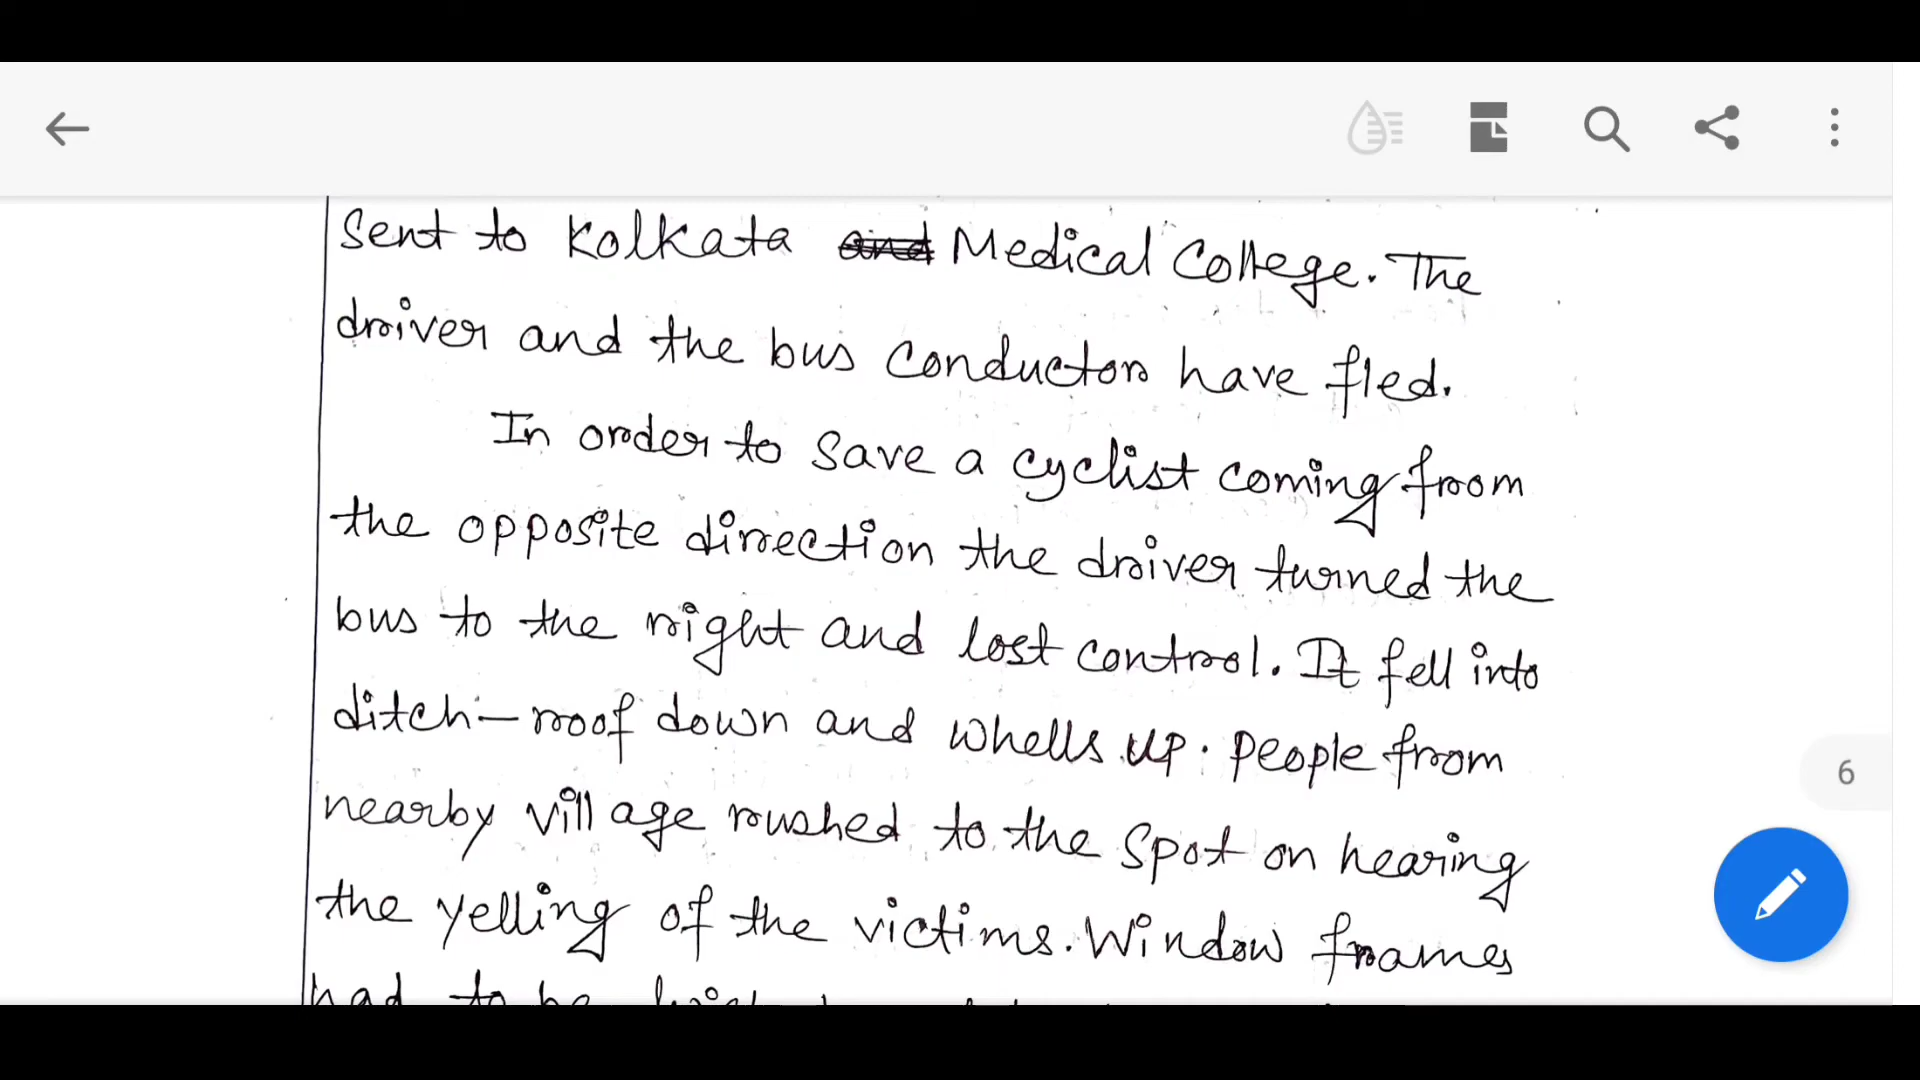 Sent to Kolkata and Medical College. The
driver and the bus conductor have fled.
In order to save a cyclist coming from
the opposite direction the driver turned the
bus to the right and lost control. It fell into
ditch - roof down and whells up. people from
nearby village rushed to the spot on hearing
the yelling of the victims. Window frames
had to be
6